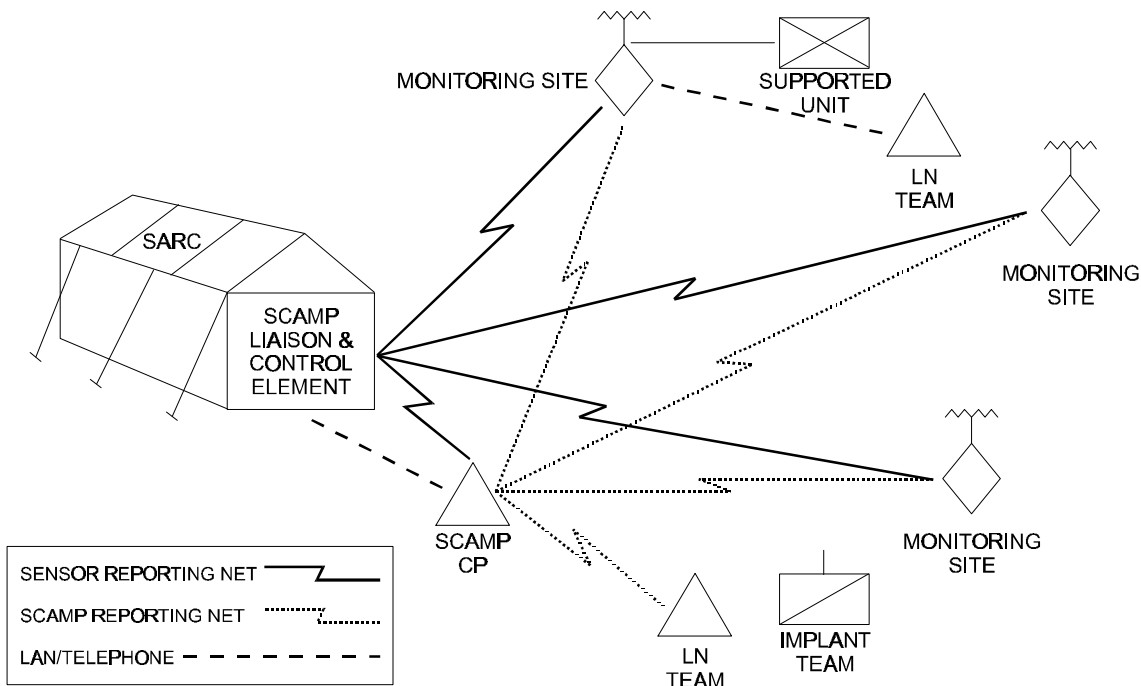 MONITORING SITE
SUPPORTED
UNIT
LN
TEAM
SARC
MONITORING
SITE
SCAMP
LIAISON &
CONTROL
ELEMENT
SCAMP
CP
MONITORING
SITE
LN
TEAM
IMPLANT
TEAM
SENSOR REPORTING NET
SCAMP REPORTING NET
LAN/TELEPHONE